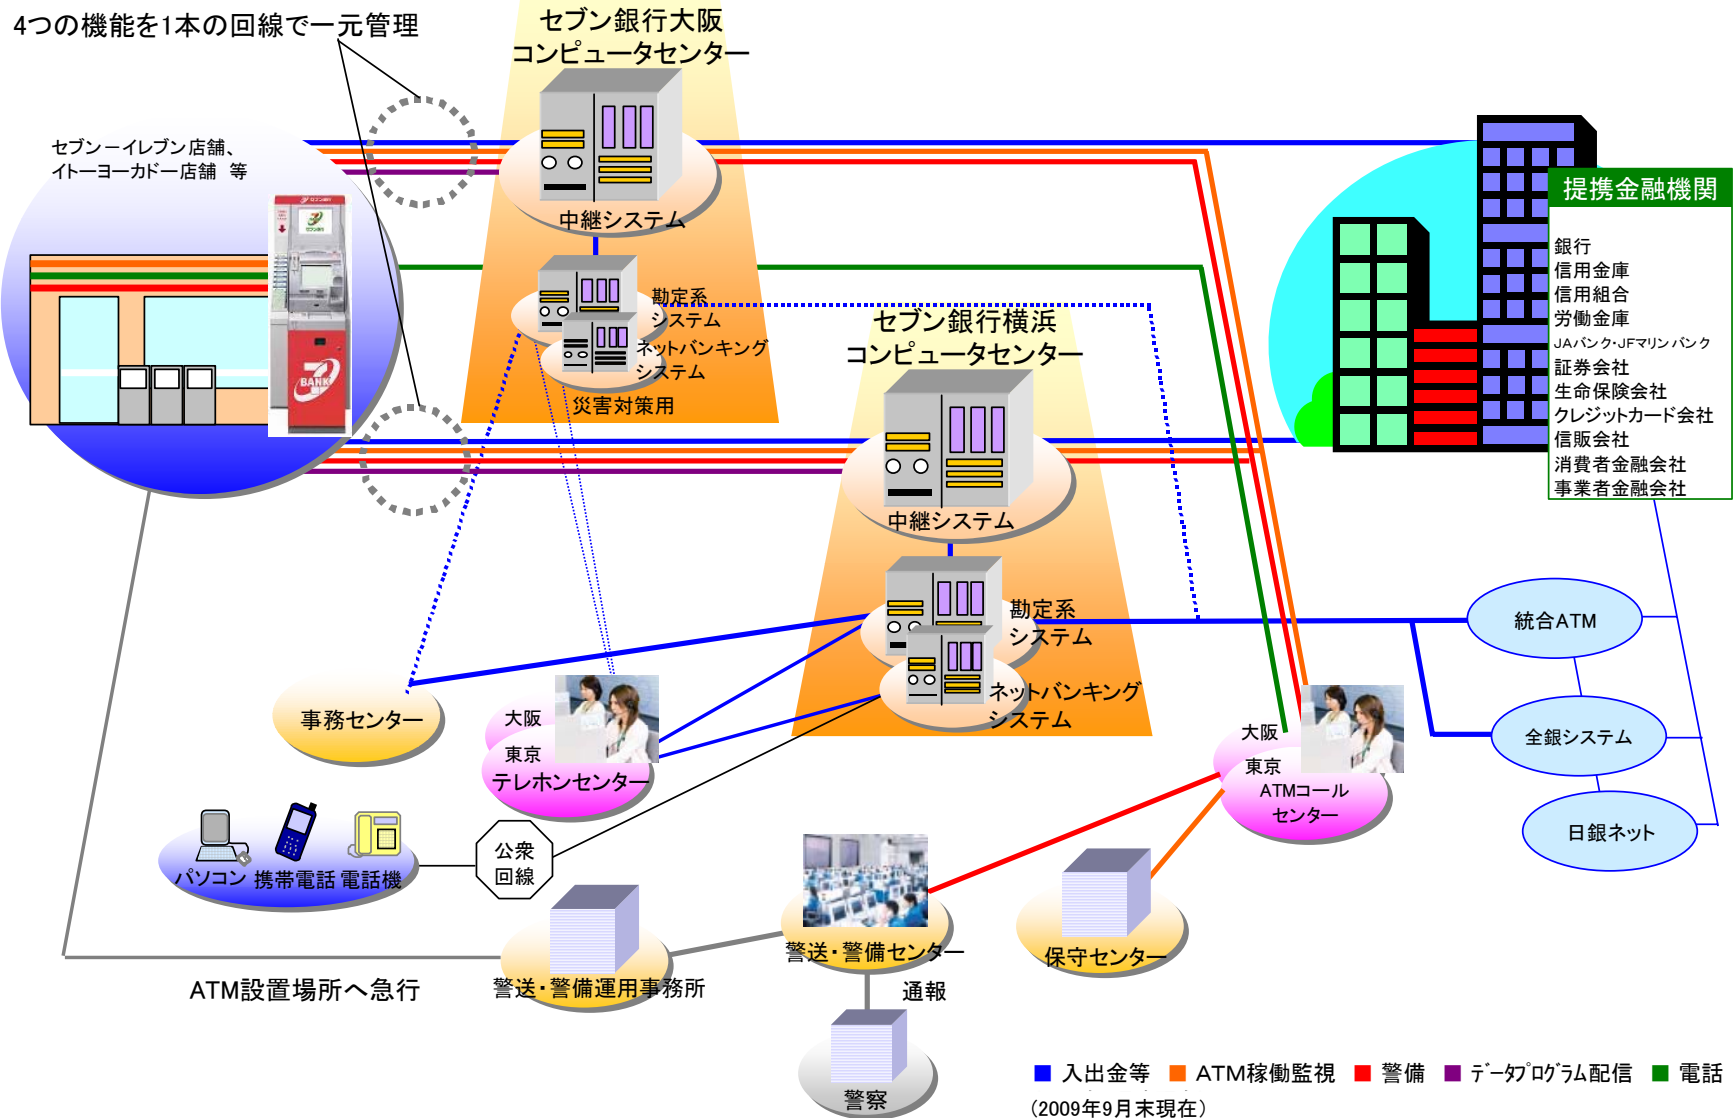 4つの機能を1本の回線で一元管理
セブン銀行大阪
コンピュータセンター
セブン－イレブン店舗、
イトーヨーカドー店舗 等
中継システム
勘定系
システム
ネットバンキング
システム
災害対策用
セブン銀行横浜
コンピュータセンター
中継システム
勘定系
システム
ネットバンキング
システム
提携金融機関
銀行
信用金庫
信用組合
労働金庫
JAバンク・JFマリンバンク
証券会社
生命保険会社
クレジットカード会社
信販会社
消費者金融会社
事業者金融会社
BANK
統合ATM
全銀システム
日銀ネット
事務センター
大阪
東京
テレホンセンター
大阪
東京
ATMコール
センター
パソコン
携帯電話
電話機
公衆
回線
警送・警備センター
保守センター
警送・警備運用事務所
ATM設置場所へ急行
通報
警察
入出金等
ATM稼働監視
警備
データプログラム配信
電話
(2009年9月末現在)